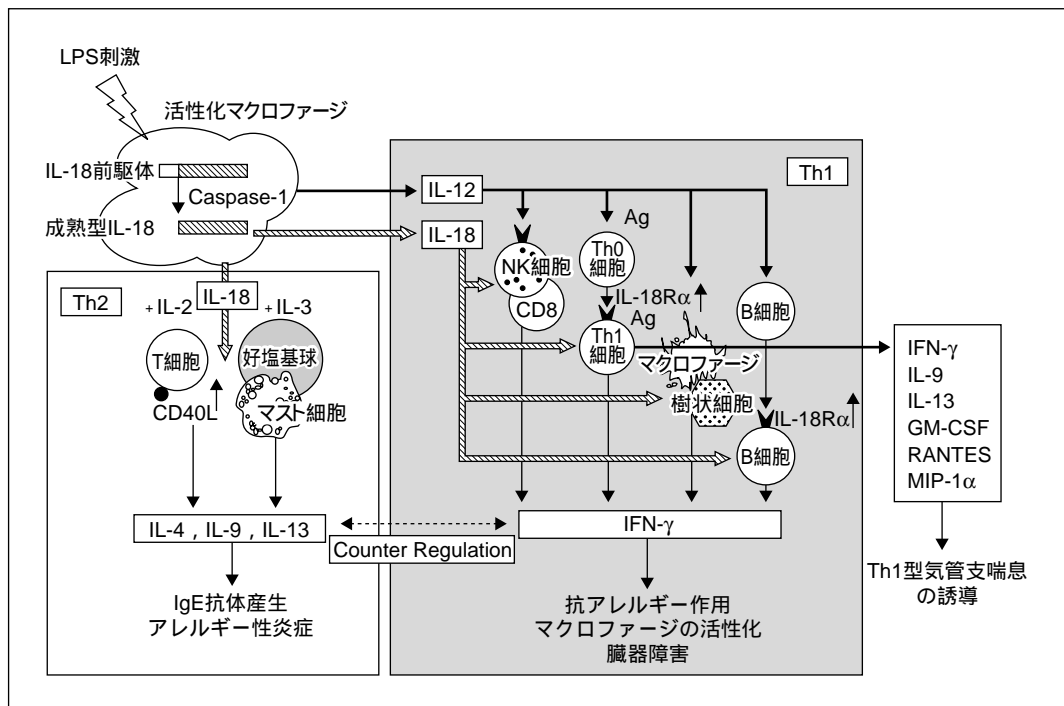 LPS刺激
活性化マクロファージ
IL-18前駆体
Caspase-1
成熟型IL-18
Th1
IL-12
IL-18
Ag
NK細胞
CD8
Th0
細胞
IL-18Rα
Ag
Th1
細胞
マクロファージ
樹状細胞
B細胞
IL-18Rα
B細胞
IFN-γ
抗アレルギー作用
マクロファージの活性化
臓器障害
Th2
IL-18
+IL-2
+IL-3
T細胞
CD40L
好塩基球
マスト細胞
IL-4 , IL-9 , IL-13
Counter Regulation
IgE抗体産生
アレルギー性炎症
IFN-γ
IL-9
IL-13
GM-CSF
RANTES
MIP-1α
Th1型気管支喘息
の誘導